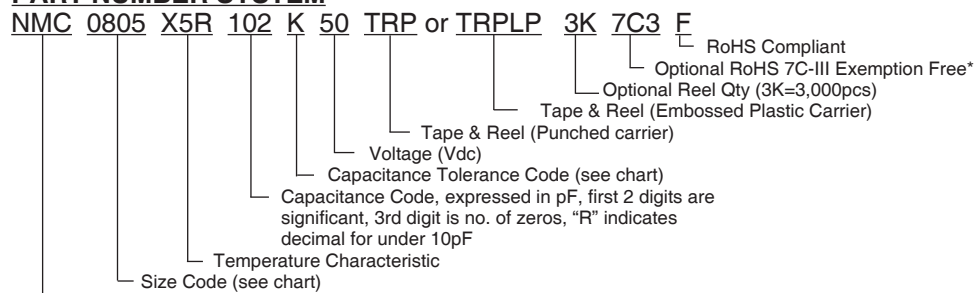 PART NUMBER SYSTEM
NMC 0805 X5R 102 K 50 TRP or TRPLP 3K 7C3 F
RoHS Compliant
Optional RoHS 7C-III Exemption Free*
Optional Reel Qty (3K=3,000pcs)
Tape & Reel (Embossed Plastic Carrier)
Tape & Reel (Punched carrier)
Voltage (Vdc)
Capacitance Tolerance Code (see chart)
Capacitance Code, expressed in pF, first 2 digits are
significant, 3rd digit is no. of zeros, “R” indicates
decimal for under 10pF
Temperature Characteristic
Size Code (see chart)